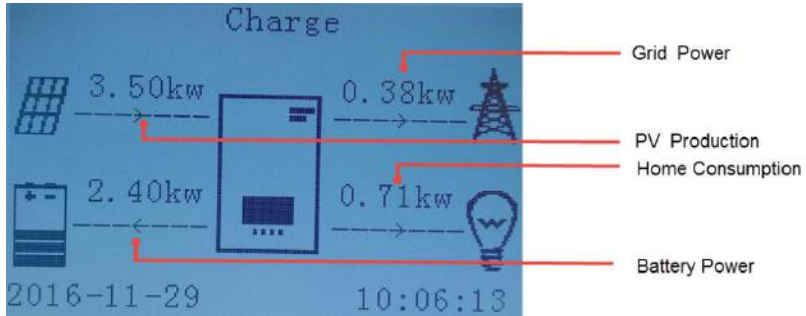 Charge
Grid Power
3.50kw
0.38kw
PV Production
Home Consumption
2.40kw
0.71kw
Battery Power
2016-11-29
10:06:13